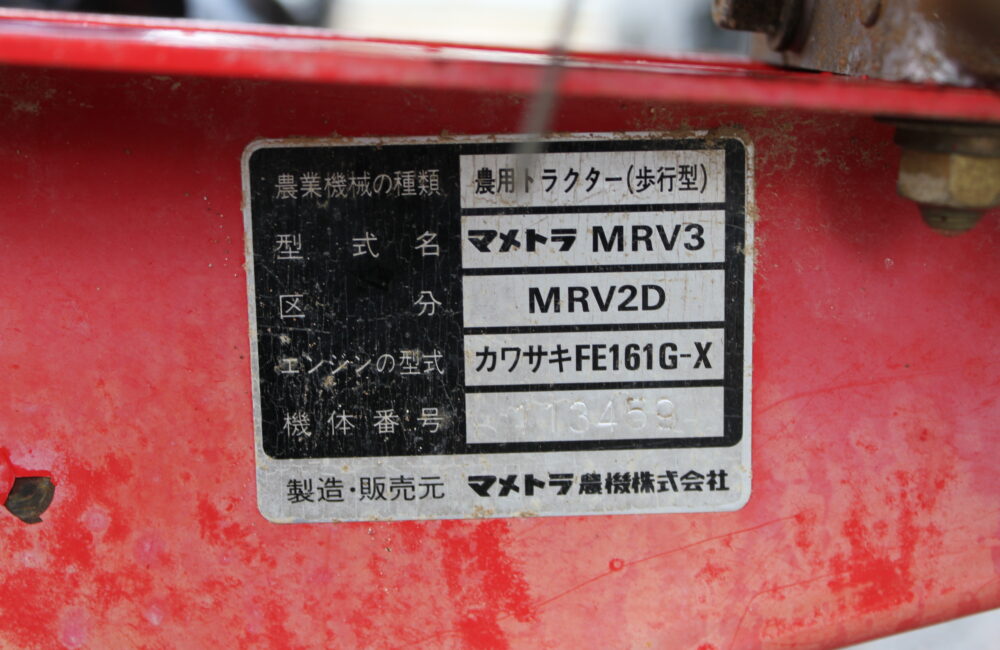 農業機械の種類 農用トラクター(歩行型)
型式名 マメトラ MRV3
区分 MRV2D
エンジンの型式 カワサキFE161G-X
機体番号 113459
製造・販売元 マメトラ農機株式会社